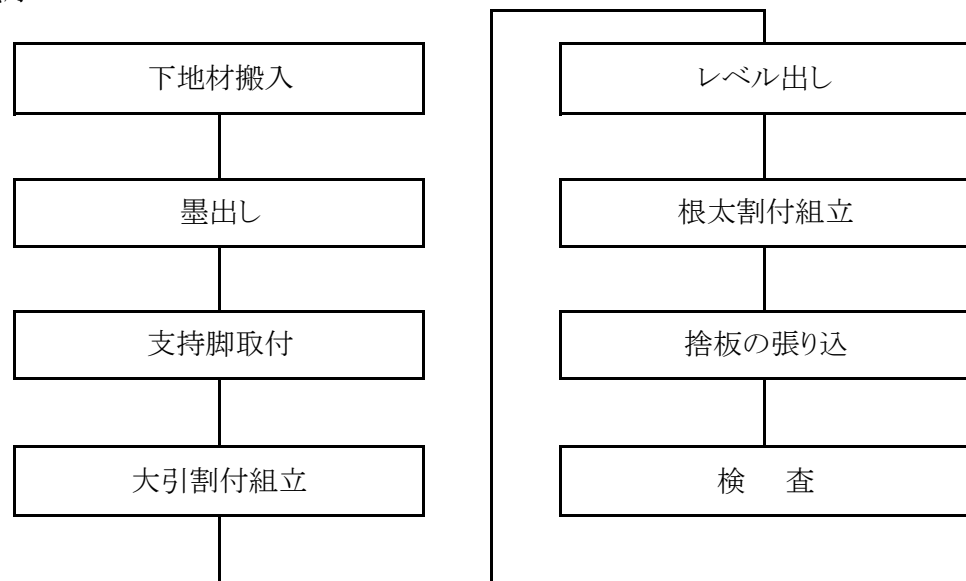 下地材搬入
墨出し
支持脚取付
大引割付組立
レベル出し
根太割付組立
捨板の張り込
検　査